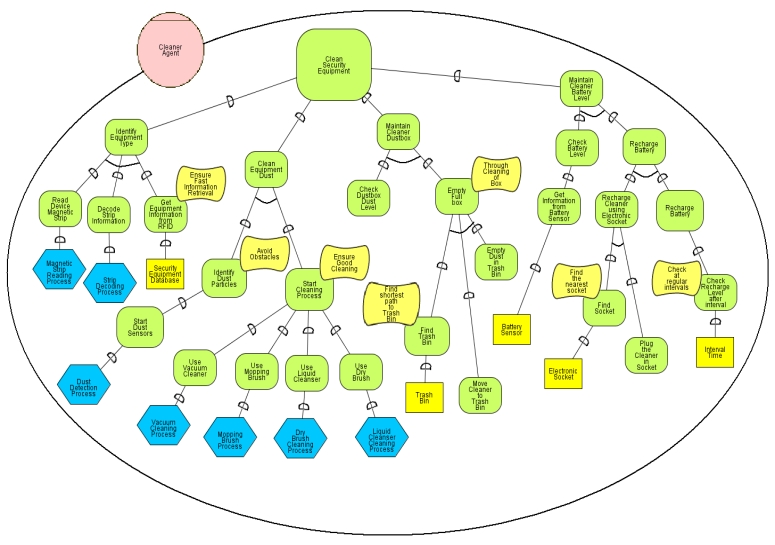 Cleaner
Agent
Clean
Security
Equipment
Maintain
Cleaner
Battery
Level
Identify
Equipment
Type
Maintain
Cleaner
Dustbox
Check
Battery
Level
Recharge
Battery
Clean
Equipment
Dust
Ensure
Fast
Information
Retrieval
Through
Cleaning
of
Box
Read
Device
Magnetic
Strip
Decode
Strip
Information
Get
Equipment
Information
from
RFID
Check
Dustbox
Dust
Level
Empty
Full
box
Get
Information
from
Battery
Sensor
Recharge
Cleaner
using
Electronic
Socket
Recharge
Battery
Magnetic
Strip
Reading
Process
Strip
Decoding
Process
Security
Equipment
Database
Avoid
Obstacles
Identify
Dust
Particles
Ensure
Good
Cleaning
Start
Cleaning
Process
Empty
Dust
in
Trash
Bin
Find
shortest
path
to
Trash
Bin
Find
the
nearest
socket
Check
at
regular
intervals
Check
Recharge
Level
after
interval
Start
Dust
Sensors
Find
Trash
Bin
Find
Socket
Battery
Sensor
Plug
the
Cleaner
in
Socket
Interval
Time
Use
Vacuum
Cleaner
Use
Mopping
Brush
Use
Liquid
Cleanser
Use
Dry
Brush
Electronic
Socket
Dust
Detection
Process
Trash
Bin
Move
Cleaner
to
Trash
Bin
Vacuum
Cleaning
Process
Mopping
Brush
Process
Dry
Brush
Cleaning
Process
Liquid
Cleanser
Cleaning
Process